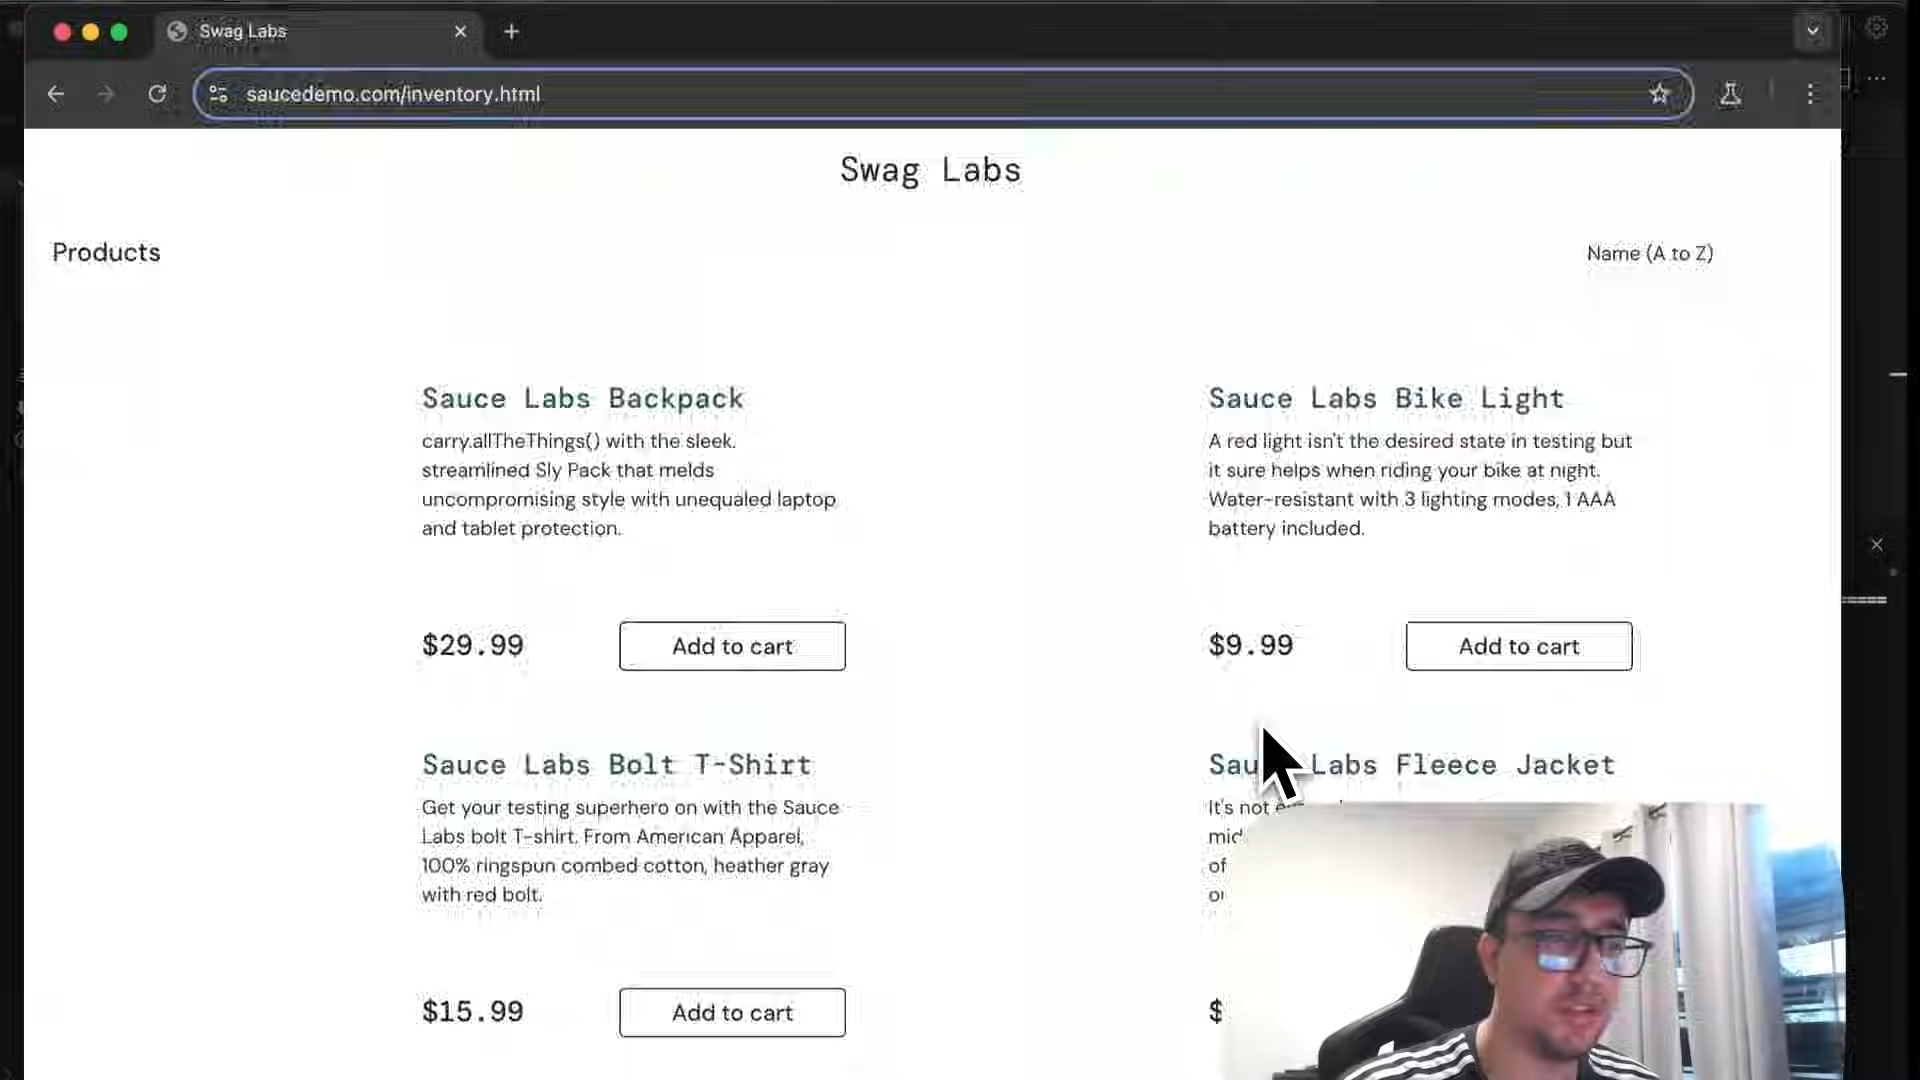 Swag Labs
saucedemo.com/inventory.html
Swag Labs
Products
Name (A to Z)
Sauce Labs Backpack
carry.allTheThings() with the sleek.
streamlined Sly Pack that melds
uncompromising style with unequaled laptop
and tablet protection.
$29.99
Add to cart
Sauce Labs Bike Light
A red light isn't the desired state in testing but
it sure helps when riding your bike at night.
Water-resistant with 3 lighting modes, 1 AAA
battery included.
$9.99
Add to cart
Sauce Labs Bolt T-Shirt
Get your testing superhero on with the Sauce
Labs bolt T-shirt. From American Apparel,
100% ringspun combed cotton, heather gray
with red bolt.
$15.99
Add to cart
Labs Fleece Jacket
It's not
of
$